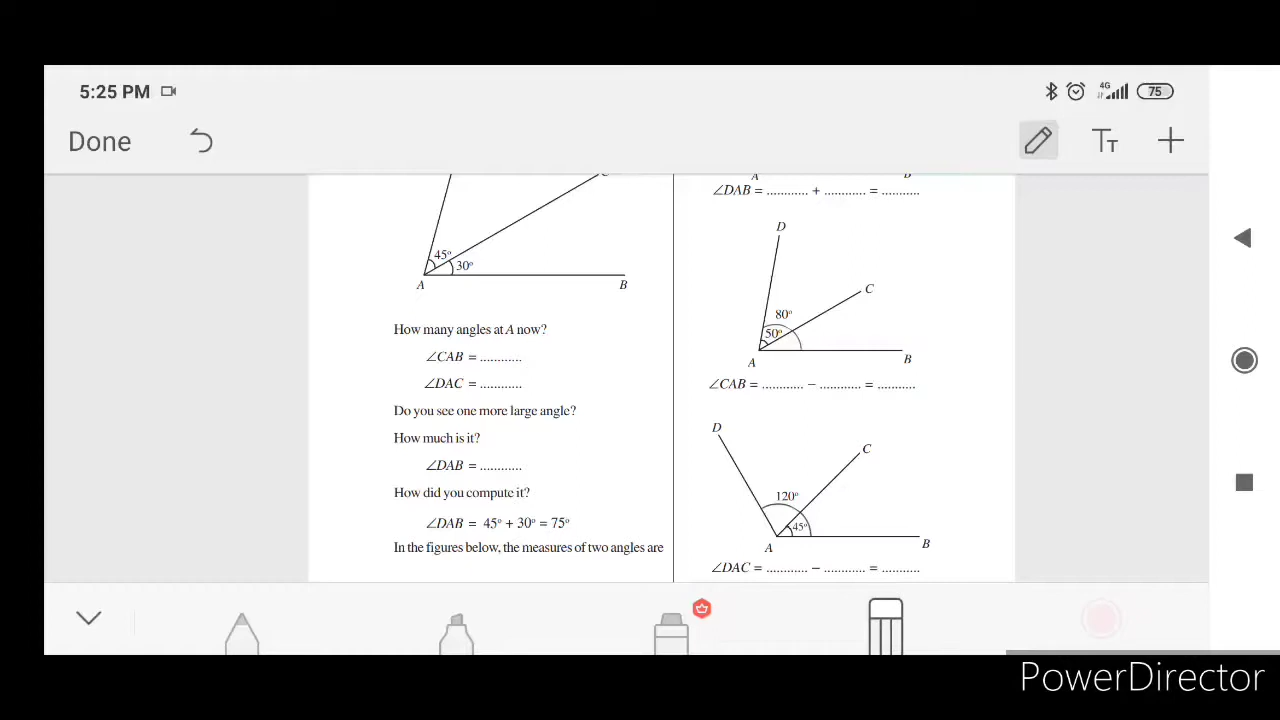 5:25 PM
4G
75
Done
TT
45°
30°
A
B
How many angles at A now?
∠CAB = ............
∠DAC = ............
Do you see one more large angle?
How much is it?
∠DAB = ............
How did you compute it?
∠DAB = 45° + 30° = 75°
In the figures below, the measures of two angles are
A
B
∠DAB = ............ + ............ = ...........
D
C
80°
50°
A
B
∠CAB = ............ − ............ = ...........
D
C
120°
45°
A
B
∠DAC = ............ − ............ = ...........
PowerDirector